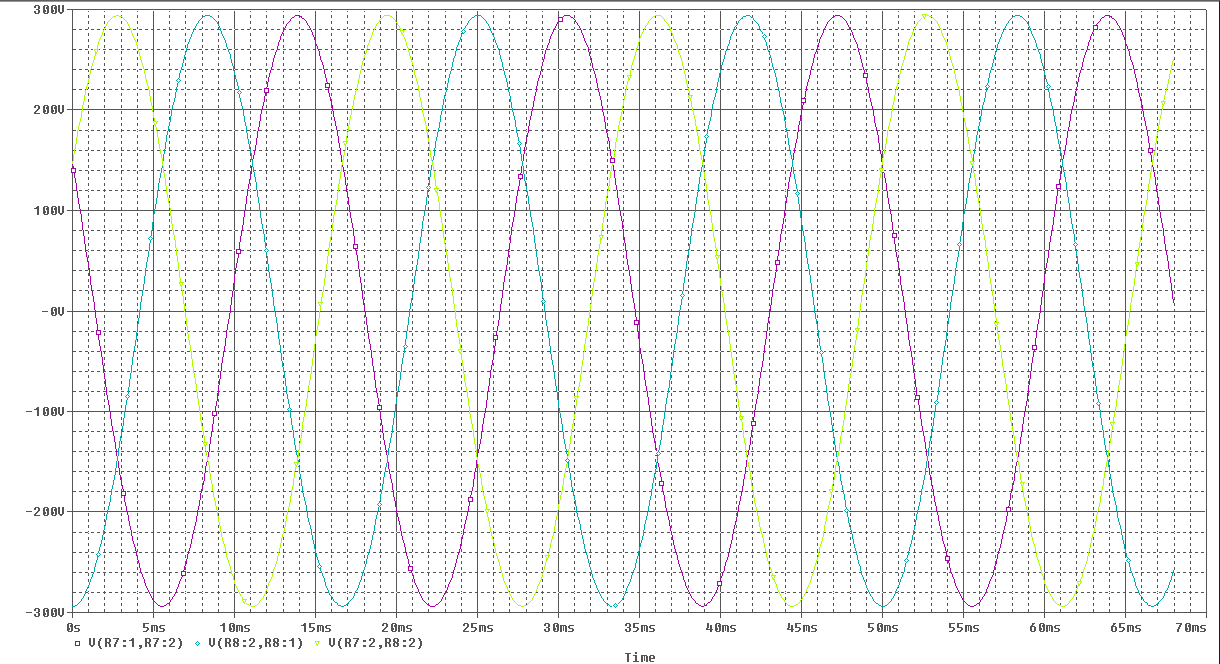 300V
200V
100V
-0V
-100V
-200V
-300V
0s 5ms 10ms 15ms 20ms 25ms 30ms 35ms 40ms 45ms 50ms 55ms 60ms 65ms 70ms
V(R7:1,R7:2) V(R8:2,R8:1) V(R7:2,R8:2)
Time